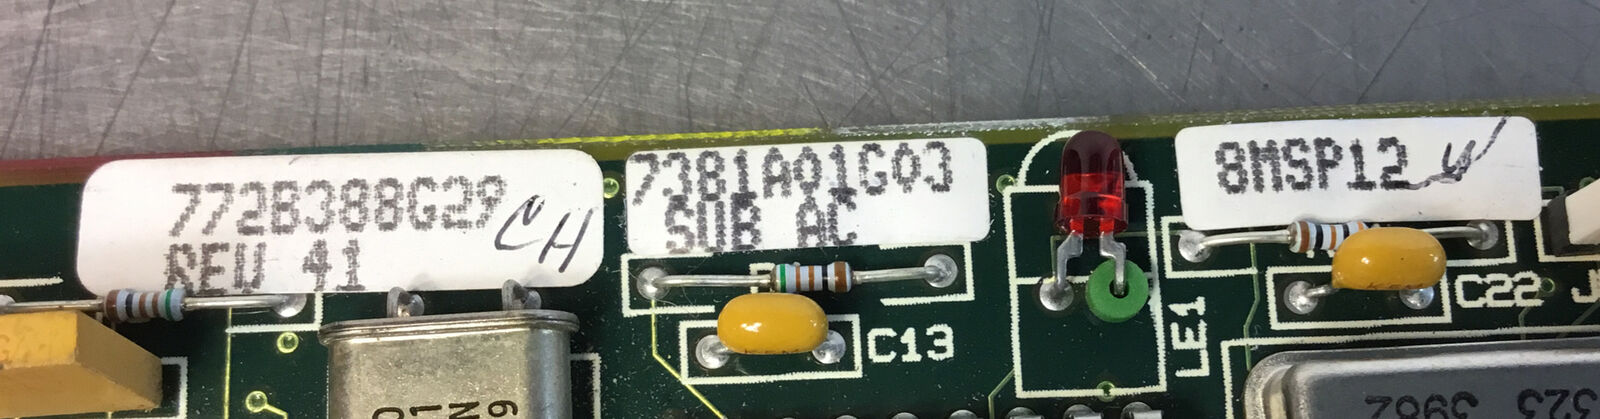 772B388G29
REV 41
CH
7381A01G03
SUB AC
8MSP12
C13
LE1
C22